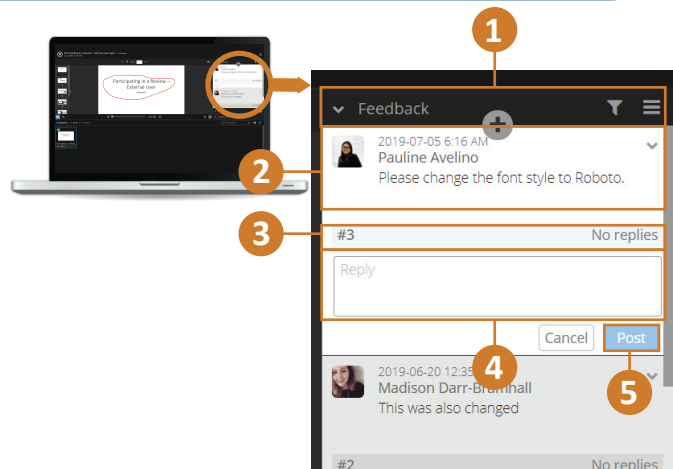 1
Feedback
2019-07-05 6:16 AM
Pauline Avelino
Please change the font style to Roboto.
2
3
#3
No replies
Reply
Cancel
Post
4
5
2019-06-20 12:35
Madison Darr-Bramhall
This was also changed
#2
No replies
Participating in a Review –
External User